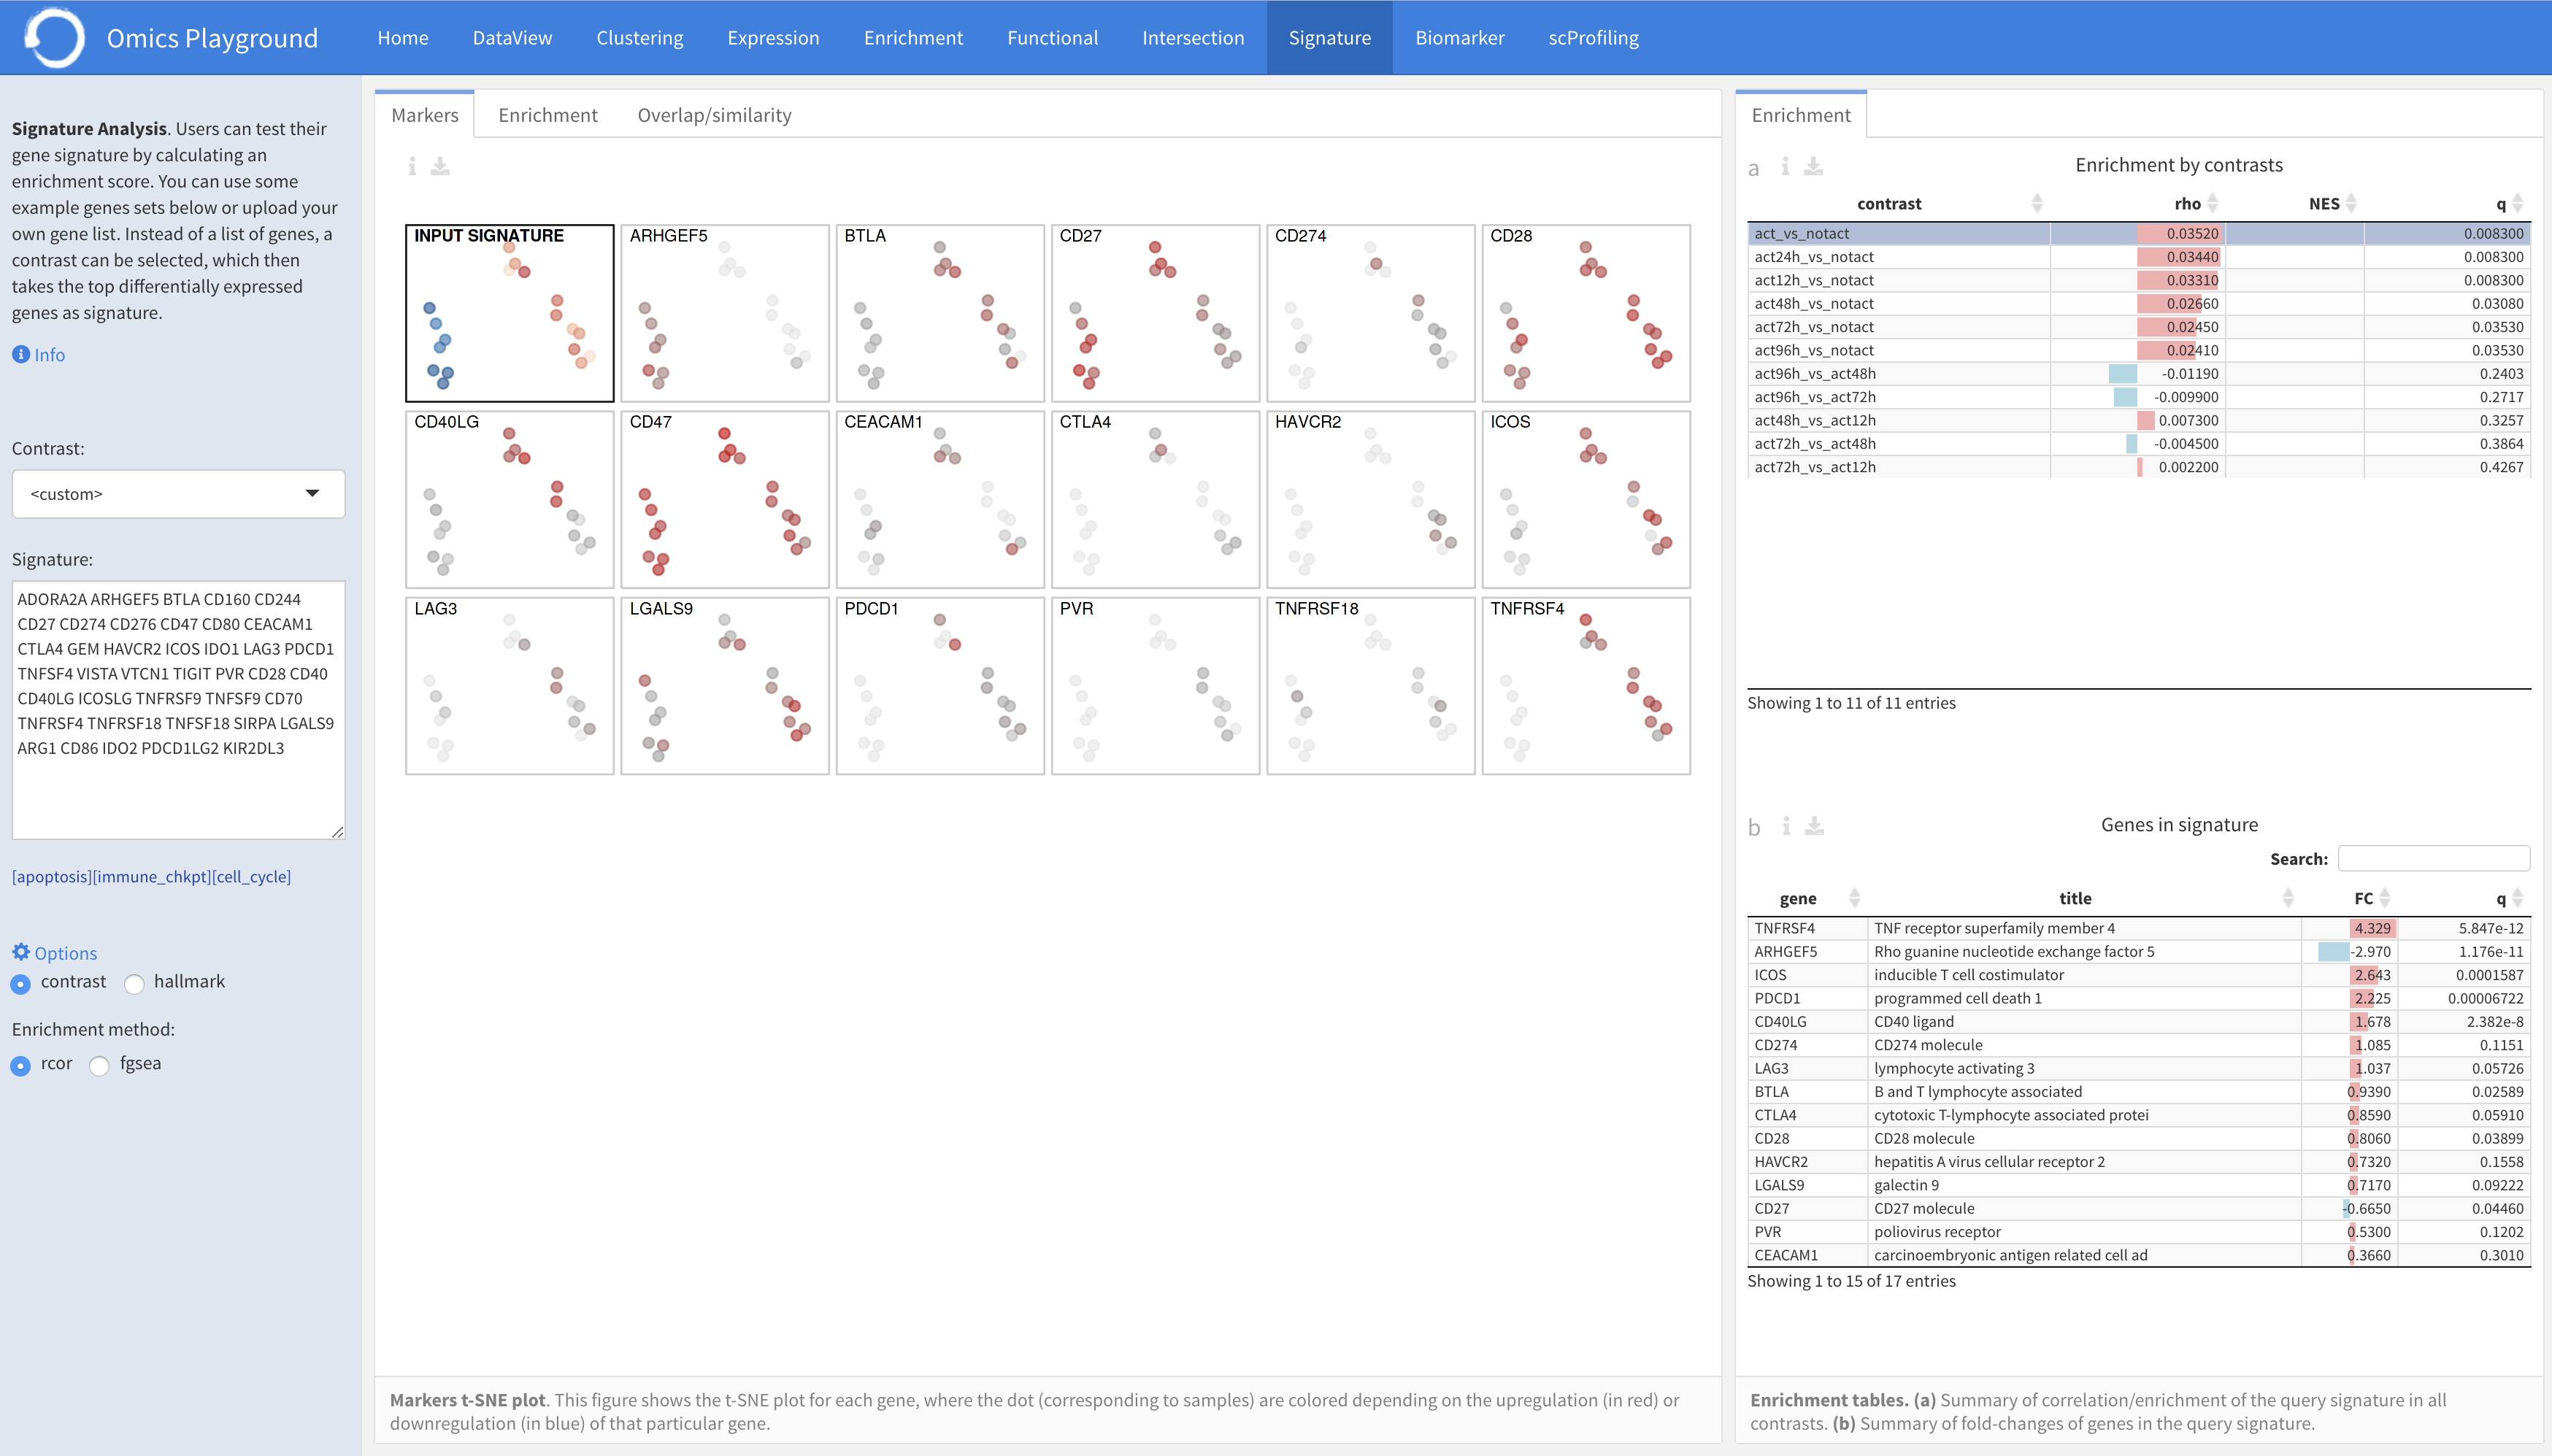 Omics Playground
Home DataView Clustering Expression Enrichment Functional Intersection Signature Biomarker scProfiling
Signature Analysis. Users can test their
gene signature by calculating an
enrichment score. You can use some
example genes sets below or upload your
own gene list. Instead of a list of genes, a
contrast can be selected, which then
takes the top differentially expressed
genes as signature.
Info
Contrast:
<custom>
Signature:
ADORA2A ARHGEF5 BTLA CD160 CD244
CD27 CD274 CD276 CD47 CD80 CEACAM1
CTLA4 GEM HAVCR2 ICOS IDO1 LAG3 PDCD1
TNFSF4 VISTA VTCN1 TIGIT PVR CD28 CD40
CD40LG ICOSLG TNFRSF9 TNFSF9 CD70
TNFRSF4 TNFRSF18 TNFSF18 SIRPA LGALS9
ARG1 CD86 IDO2 PDCD1LG2 KIR2DL3
[apoptosis][immune_chkpt][cell_cycle]
Options
contrast hallmark
Enrichment method:
rcor fgsea
Markers Enrichment Overlap/similarity
INPUT SIGNATURE ARHGEF5 BTLA CD27 CD274 CD28
CD40LG CD47 CEACAM1 CTLA4 HAVCR2 ICOS
LAG3 LGALS9 PDCD1 PVR TNFRSF18 TNFRSF4
Markers t-SNE plot. This figure shows the t-SNE plot for each gene, where the dot (corresponding to samples) are colored depending on the upregulation (in red) or
downregulation (in blue) of that particular gene.
Enrichment
a Enrichment by contrasts
contrast rho NES q
act_vs_notact 0.03520 0.008300
act24h_vs_notact 0.03440 0.008300
act12h_vs_notact 0.03310 0.008300
act48h_vs_notact 0.02660 0.03080
act72h_vs_notact 0.02450 0.03530
act96h_vs_notact 0.02410 0.03530
act96h_vs_act48h -0.01190 0.2403
act96h_vs_act72h -0.009900 0.2717
act48h_vs_act12h 0.007300 0.3257
act72h_vs_act48h -0.004500 0.3864
act72h_vs_act12h 0.002200 0.4267
Showing 1 to 11 of 11 entries
b Genes in signature
Search:
gene title FC q
TNFRSF4 TNF receptor superfamily member 4 4.329 5.847e-12
ARHGEF5 Rho guanine nucleotide exchange factor 5 -2.970 1.176e-11
ICOS inducible T cell costimulator 2.643 0.0001587
PDCD1 programmed cell death 1 2.225 0.00006722
CD40LG CD40 ligand 1.678 2.382e-8
CD274 CD274 molecule 1.085 0.1151
LAG3 lymphocyte activating 3 1.037 0.05726
BTLA B and T lymphocyte associated 0.9390 0.02589
CTLA4 cytotoxic T-lymphocyte associated protei 0.8590 0.05910
CD28 CD28 molecule 0.8060 0.03899
HAVCR2 hepatitis A virus cellular receptor 2 0.7320 0.1558
LGALS9 galectin 9 0.7170 0.09222
CD27 CD27 molecule -0.6650 0.04460
PVR poliovirus receptor 0.5300 0.1202
CEACAM1 carcinoembryonic antigen related cell ad 0.3660 0.3010
Showing 1 to 15 of 17 entries
Enrichment tables. (a) Summary of correlation/enrichment of the query signature in all
contrasts. (b) Summary of fold-changes of genes in the query signature.